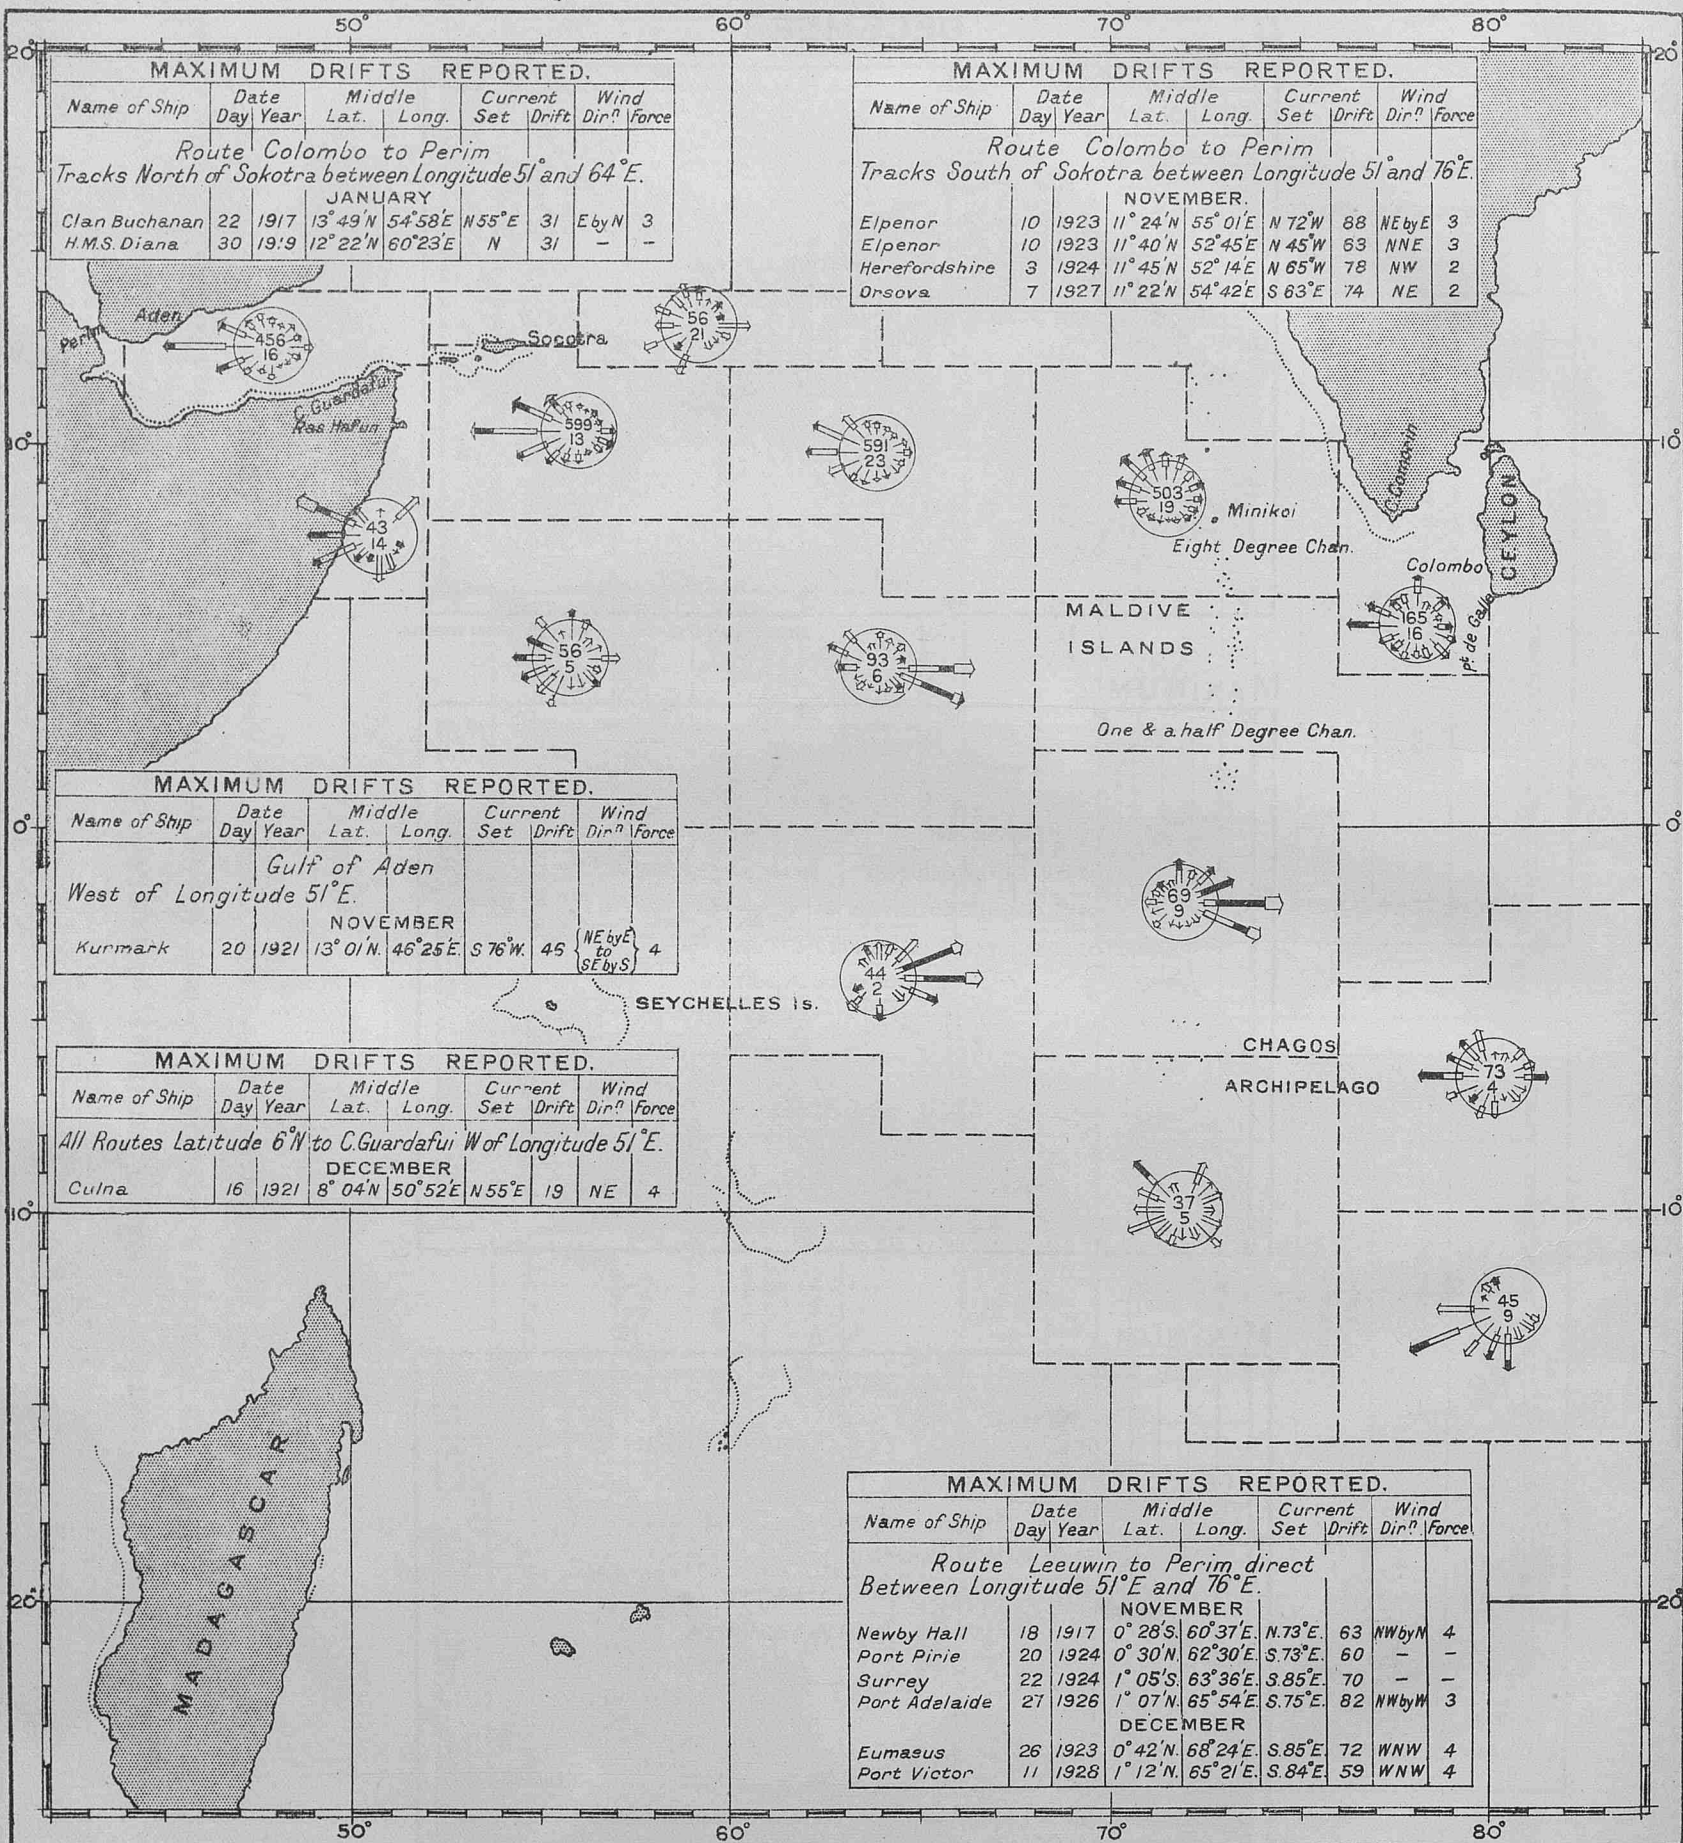 50° 60° 70° 80°
20° 20°
MAXIMUM DRIFTS REPORTED.
Name of Ship Date Middle Current Wind
Day Year Lat. Long. Set Drift Dirⁿ Force
Route Colombo to Perim
Tracks North of Sokotra between Longitude 51° and 64°E.
JANUARY
Clan Buchanan 22 1917 13°49'N 54°58'E N55°E 31 E by N 3
H.M.S. Diana 30 1919 12°22'N 60°23'E N 31 – –
MAXIMUM DRIFTS REPORTED.
Name of Ship Date Middle Current Wind
Day Year Lat. Long. Set Drift Dirⁿ Force
Route Colombo to Perim
Tracks South of Sokotra between Longitude 51° and 76°E.
NOVEMBER.
Elpenor 10 1923 11°24'N 55°01'E N 72°W 88 NE by E 3
Elpenor 10 1923 11°40'N 52°45'E N 45°W 63 NNE 3
Herefordshire 3 1924 11°45'N 52°14'E N 65°W 78 NW 2
Orsova 7 1927 11°22'N 54°42'E S 63°E 74 NE 2
Aden
Perim
456
16
56
21
Socotra
C. Guardafui
Ras Hafun
10° 10°
599
13
591
23
503
19
C. Comorin
CEYLON
43
14
Minikoi
Eight Degree Chan.
Colombo
Pt. de Galle
165
16
MALDIVE
ISLANDS
56
5
93
6
One & a half Degree Chan.
MAXIMUM DRIFTS REPORTED.
Name of Ship Date Middle Current Wind
Day Year Lat. Long. Set Drift Dirⁿ Force
Gulf of Aden
West of Longitude 51°E.
NOVEMBER
Kurmark 20 1921 13°01'N. 46°25'E. S 76°W. 46 {NE by E to SE by S} 4
0° 0°
69
9
44
2
SEYCHELLES Is.
CHAGOS
ARCHIPELAGO
73
4
MAXIMUM DRIFTS REPORTED.
Name of Ship Date Middle Current Wind
Day Year Lat. Long. Set Drift Dirⁿ Force
All Routes Latitude 6°N to C. Guardafui W of Longitude 51°E.
DECEMBER
Culna 16 1921 8°04'N 50°52'E N55°E 19 NE 4
10° 10°
37
5
45
9
MADAGASCAR
20° 20°
MAXIMUM DRIFTS REPORTED.
Name of Ship Date Middle Current Wind
Day Year Lat. Long. Set Drift Dirⁿ Force
Route Leeuwin to Perim direct
Between Longitude 51°E and 76°E.
NOVEMBER
Newby Hall 18 1917 0°28'S. 60°37'E. N.73°E. 63 NW by N 4
Port Pirie 20 1924 0°30'N. 62°30'E. S.73°E. 60 – –
Surrey 22 1924 1°05'S. 63°36'E. S.85°E. 70 – –
Port Adelaide 27 1926 1°07'N. 65°54'E. S.75°E. 82 NW by W 3
DECEMBER
Eumaeus 26 1923 0°42'N. 68°24'E. S.85°E. 72 WNW 4
Port Victor 11 1928 1°12'N. 65°21'E. S.84°E. 59 WNW 4
50° 60° 70° 80°